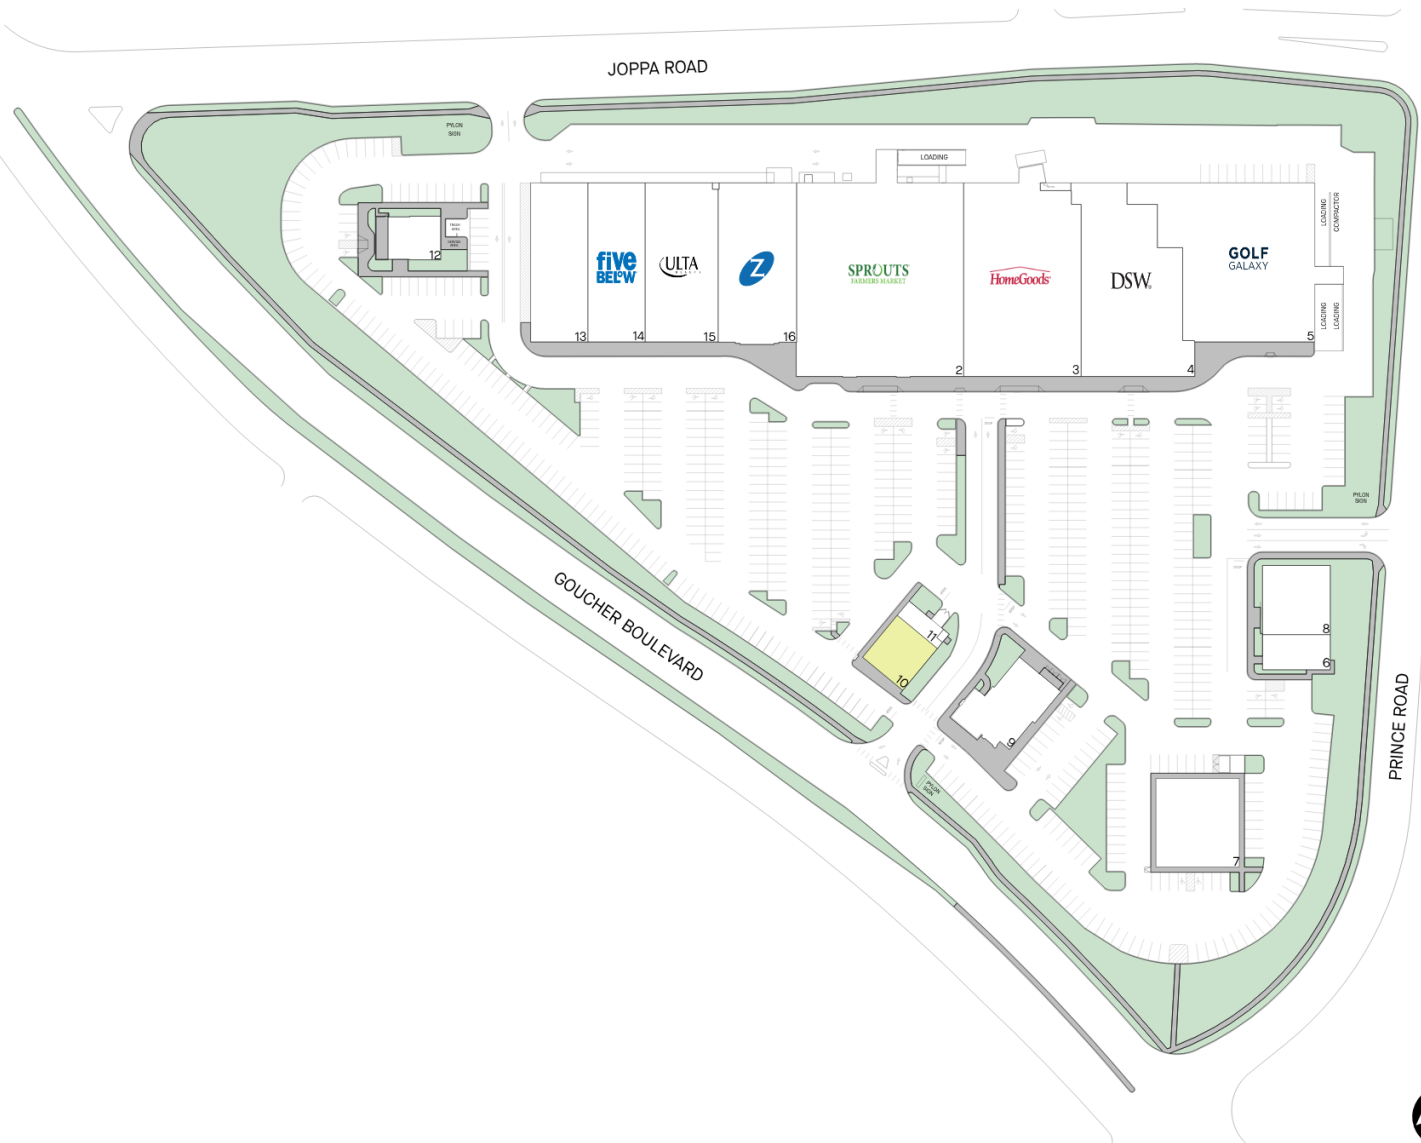 JOPPA ROAD
PYLON
SIGN
LOADING
LOADING
COMPACTOR
12
five
BELOW
ULTA
Z
SPROUTS
FARMERS MARKET
HomeGoods
DSW
GOLF
GALAXY
LOADING
LOADING
13
14
15
16
2
3
4
5
PYLON
SIGN
GOUCHER BOULEVARD
11
10
9
8
6
PRINCE ROAD
PYLON
SIGN
7